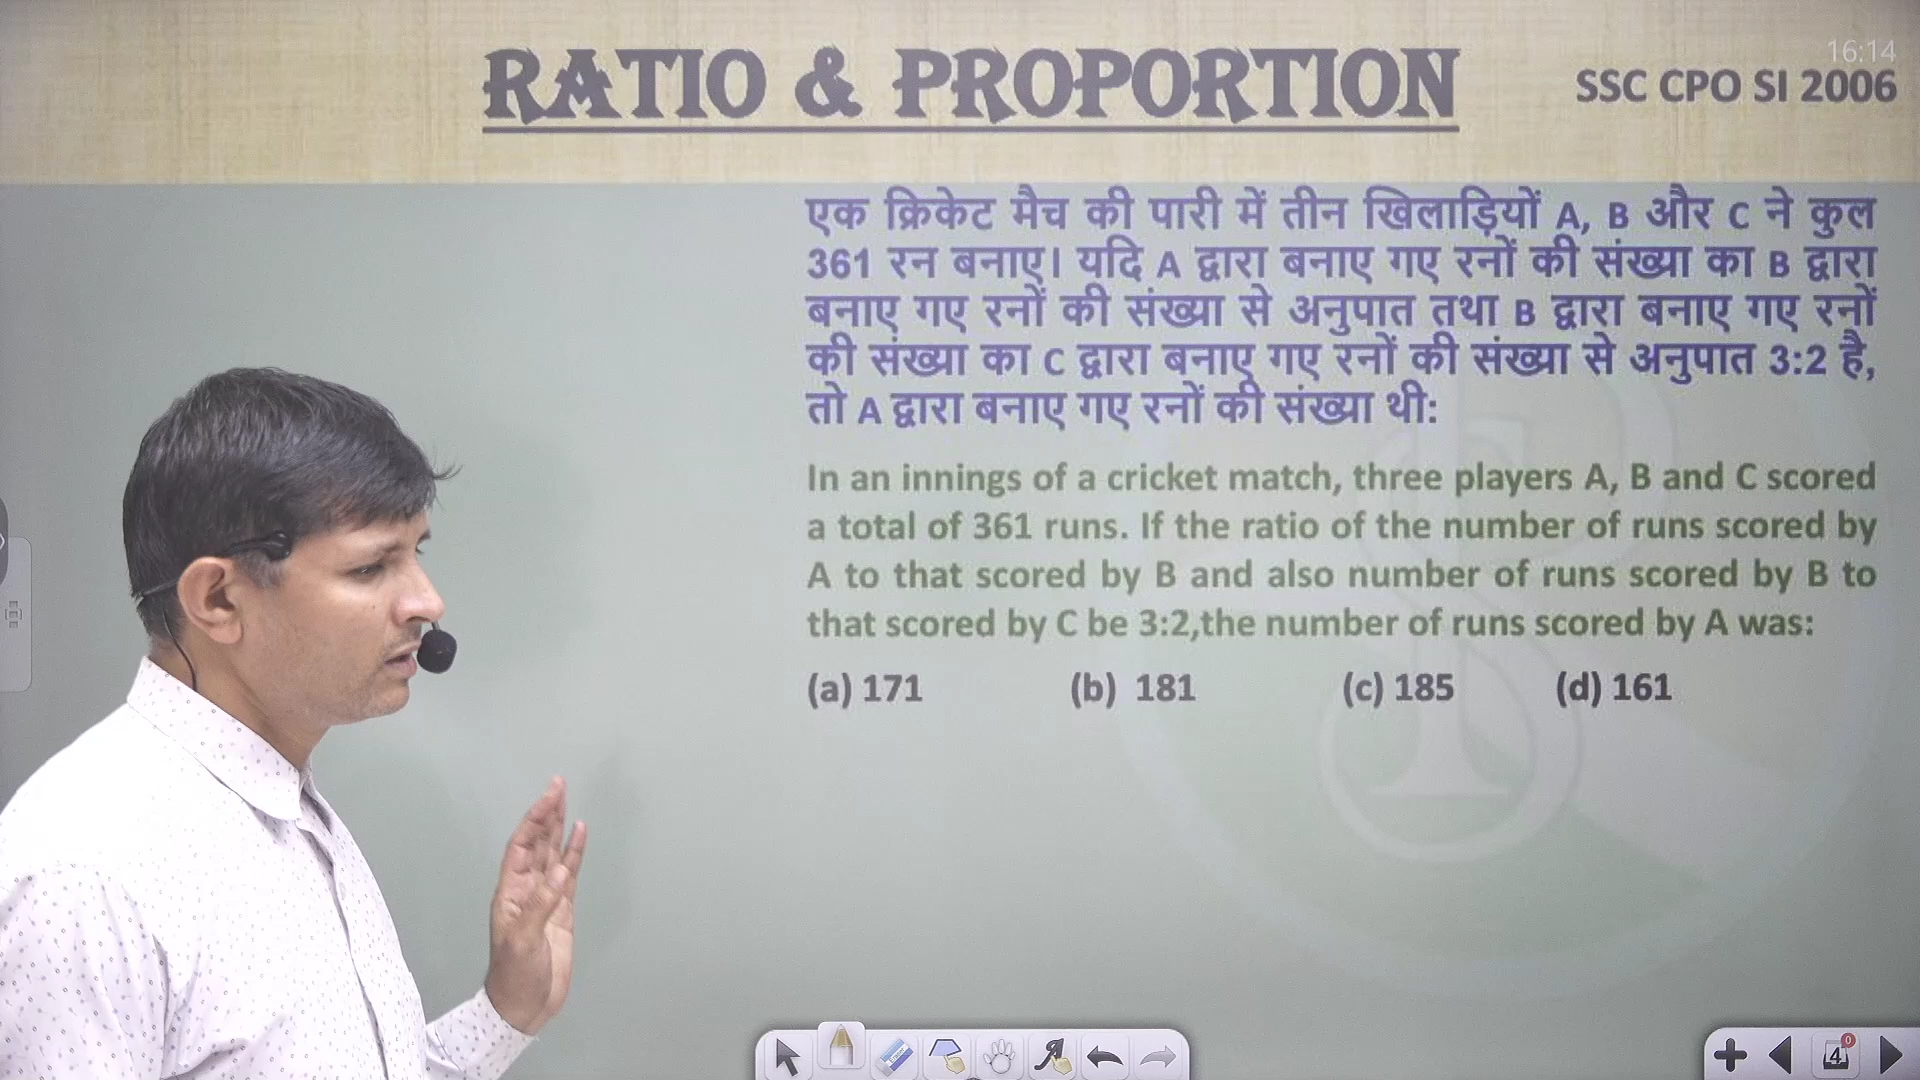 16:14
RATIO & PROPORTION
SSC CPO SI 2006
एक क्रिकेट मैच की पारी में तीन खिलाड़ियों A, B और C ने कुल
361 रन बनाए। यदि A द्वारा बनाए गए रनों की संख्या का B द्वारा
बनाए गए रनों की संख्या से अनुपात तथा B द्वारा बनाए गए रनों
की संख्या का C द्वारा बनाए गए रनों की संख्या से अनुपात 3:2 है,
तो A द्वारा बनाए गए रनों की संख्या थी:
In an innings of a cricket match, three players A, B and C scored
a total of 361 runs. If the ratio of the number of runs scored by
A to that scored by B and also number of runs scored by B to
that scored by C be 3:2,the number of runs scored by A was:
(a) 171 (b) 181 (c) 185 (d) 161
4 0